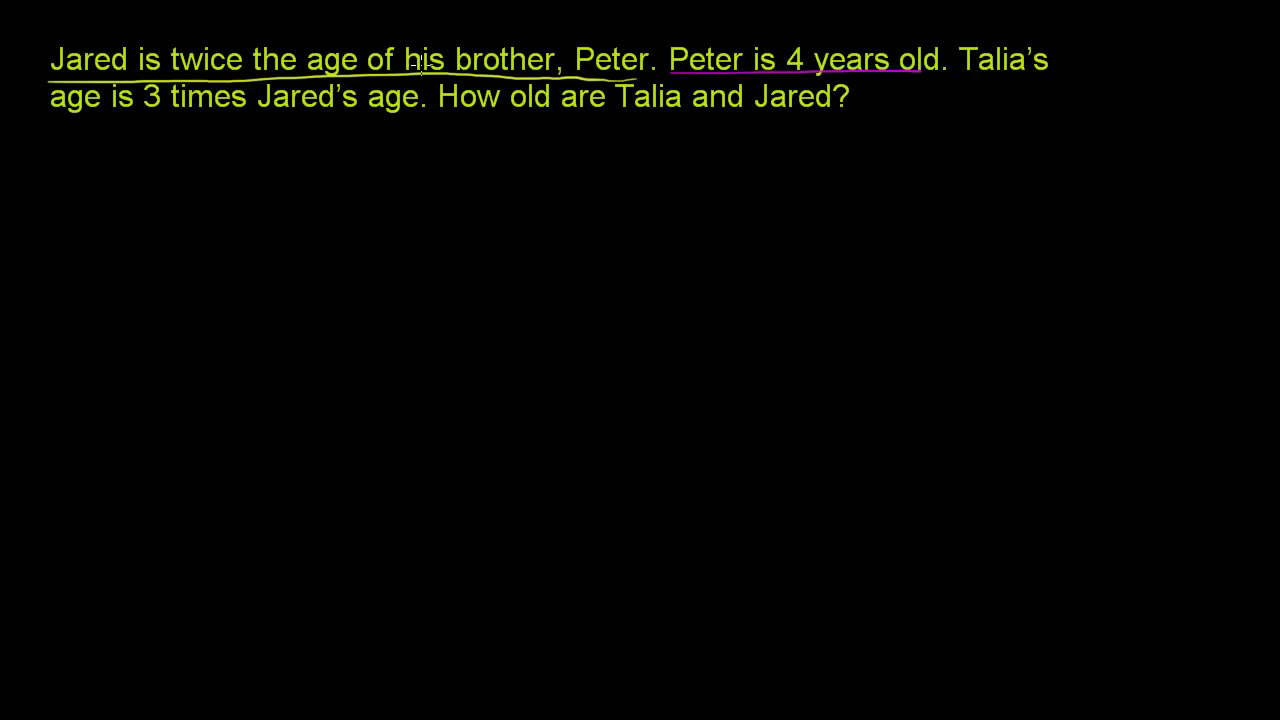 Jared is twice the age of his brother, Peter. Peter is 4 years old. Talia’s
age is 3 times Jared’s age. How old are Talia and Jared?